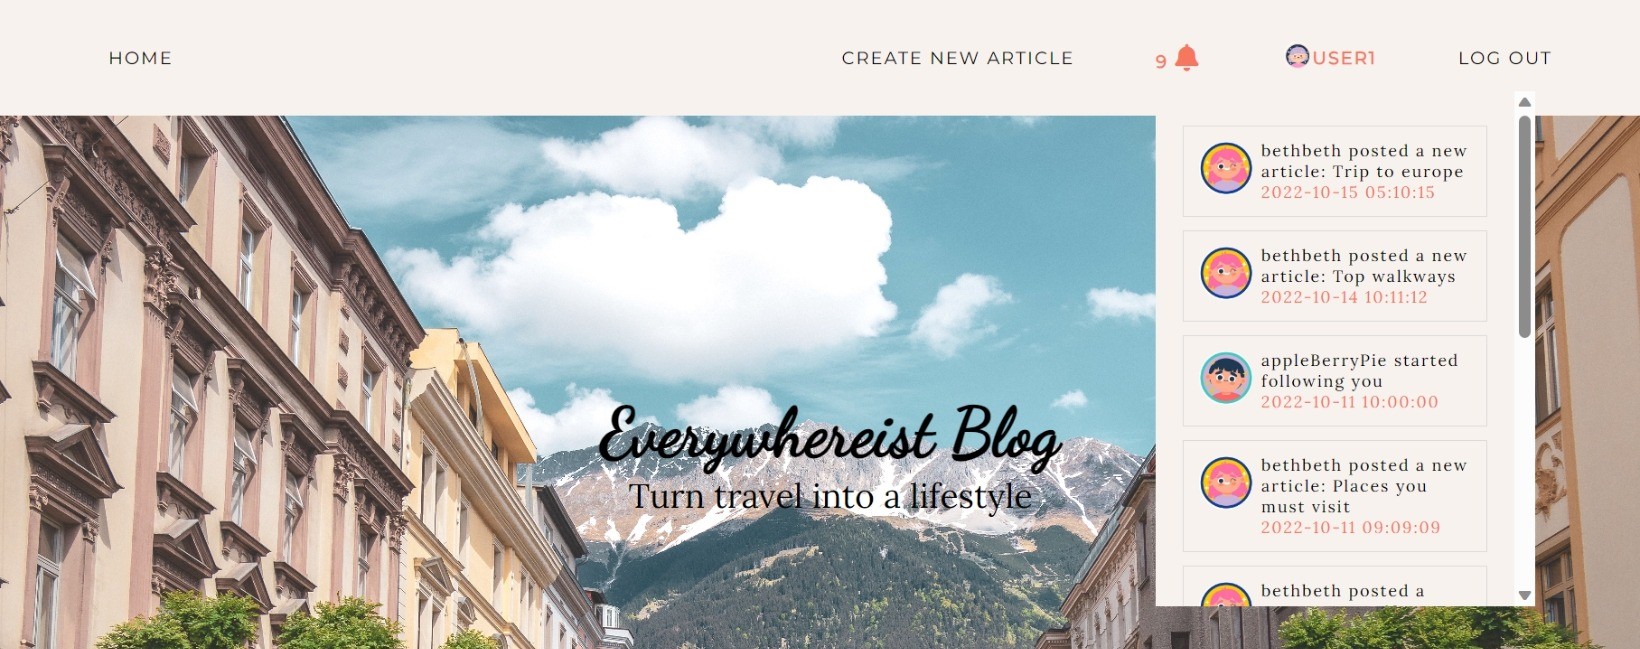 HOME
CREATE NEW ARTICLE
9
USER1
LOG OUT
bethbeth posted a new
article: Trip to europe
2022-10-15 05:10:15
bethbeth posted a new
article: Top walkways
2022-10-14 10:11:12
appleBerryPie started
following you
2022-10-11 10:00:00
bethbeth posted a new
article: Places you
must visit
2022-10-11 09:09:09
bethbeth posted a
Everywhereist Blog
Turn travel into a lifestyle